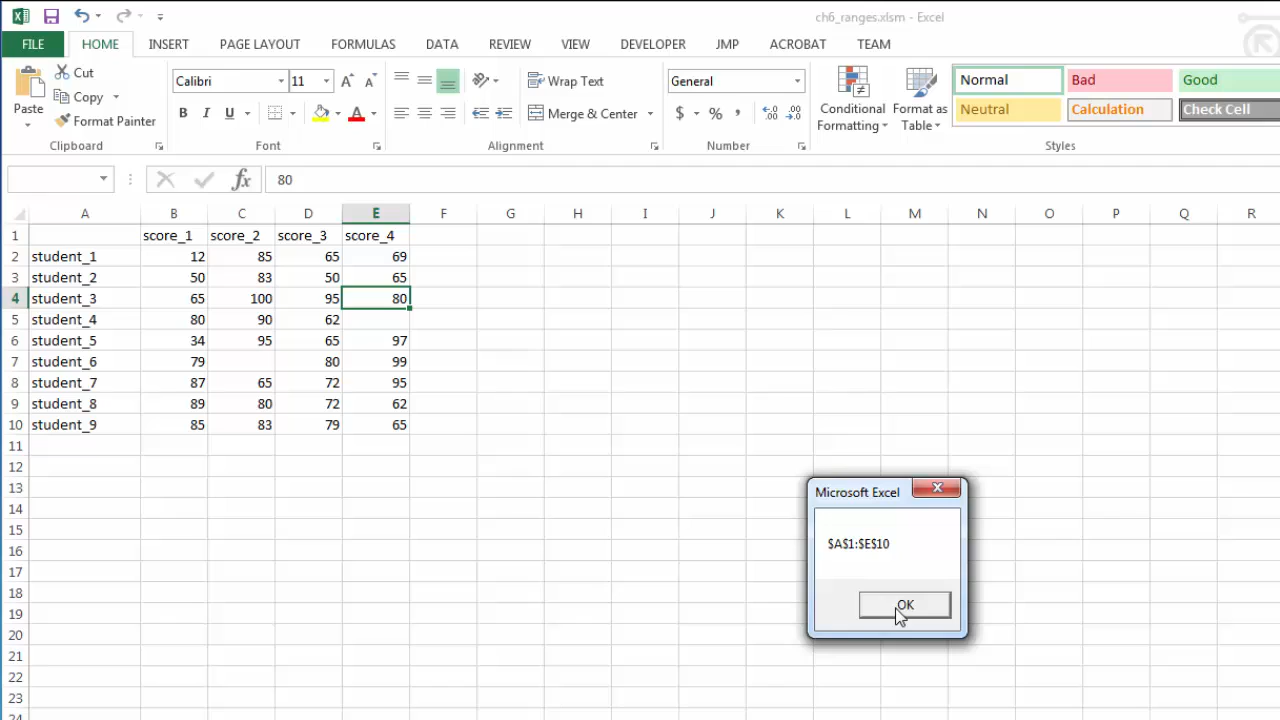 ch6_ranges.xlsm - Excel
FILE HOME INSERT PAGE LAYOUT FORMULAS DATA REVIEW VIEW DEVELOPER JMP ACROBAT TEAM
Paste
Cut
Copy
Format Painter
Clipboard
Calibri 11
B I U
Font
Wrap Text
Merge & Center
Alignment
General
$ % ,
Number
Conditional Formatting
Format as Table
Normal Bad Good
Neutral Calculation Check Cell
Styles
fx 80
A B C D E F G H I J K L M N O P Q R
1 score_1 score_2 score_3 score_4
2 student_1 12 85 65 69
3 student_2 50 83 50 65
4 student_3 65 100 95 80
5 student_4 80 90 62
6 student_5 34 95 65 97
7 student_6 79 80 99
8 student_7 87 65 72 95
9 student_8 89 80 72 62
10 student_9 85 83 79 65
11
12
13
14
15
16
17
18
19
20
21
22
23
24
Microsoft Excel
$A$1:$E$10
OK